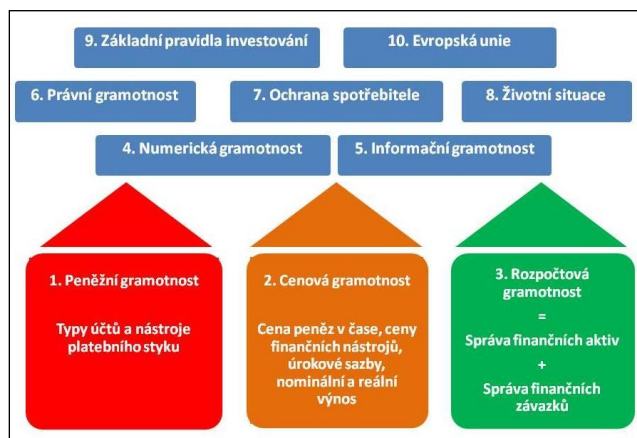 9. Základní pravidla investování
10. Evropská unie
6. Právní gramotnost
7. Ochrana spotřebitele
8. Životní situace
4. Numerická gramotnost
5. Informační gramotnost
1. Peněžní gramotnost
Typy účtů a nástroje
platebního styku
2. Cenová gramotnost
Cena peněz v čase, ceny
finančních nástrojů,
úrokové sazby,
nominální a reální
výnos
3. Rozpočtová
gramotnost
=
Správa finančních aktiv
+
Správa finančních
závazků